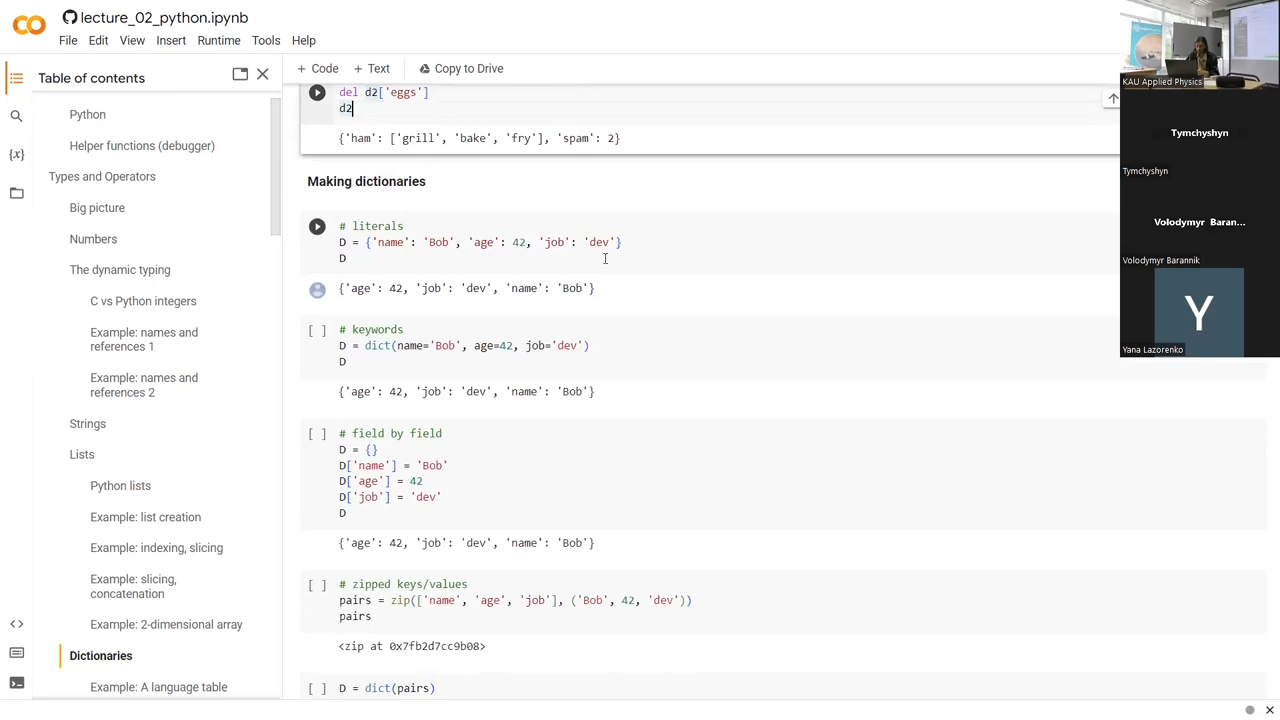 lecture_02_python.ipynb
File Edit View Insert Runtime Tools Help
Table of contents
+ Code + Text Copy to Drive
Python
Helper functions (debugger)
Types and Operators
Big picture
Numbers
The dynamic typing
C vs Python integers
Example: names and
references 1
Example: names and
references 2
Strings
Lists
Python lists
Example: list creation
Example: indexing, slicing
Example: slicing,
concatenation
Example: 2-dimensional array
Dictionaries
Example: A language table
del d2['eggs']
d2
{'ham': ['grill', 'bake', 'fry'], 'spam': 2}
Making dictionaries
# literals
D = {'name': 'Bob', 'age': 42, 'job': 'dev'}
D
{'age': 42, 'job': 'dev', 'name': 'Bob'}
[ ] # keywords
D = dict(name='Bob', age=42, job='dev')
D
{'age': 42, 'job': 'dev', 'name': 'Bob'}
[ ] # field by field
D = {}
D['name'] = 'Bob'
D['age'] = 42
D['job'] = 'dev'
D
{'age': 42, 'job': 'dev', 'name': 'Bob'}
[ ] # zipped keys/values
pairs = zip(['name', 'age', 'job'], ('Bob', 42, 'dev'))
pairs
<zip at 0x7fb2d7cc9b08>
[ ] D = dict(pairs)
KAU Applied Physics
Tymchyshyn
Tymchyshyn
Volodymyr Baran...
Volodymyr Barannik
Y
Yana Lazorenko